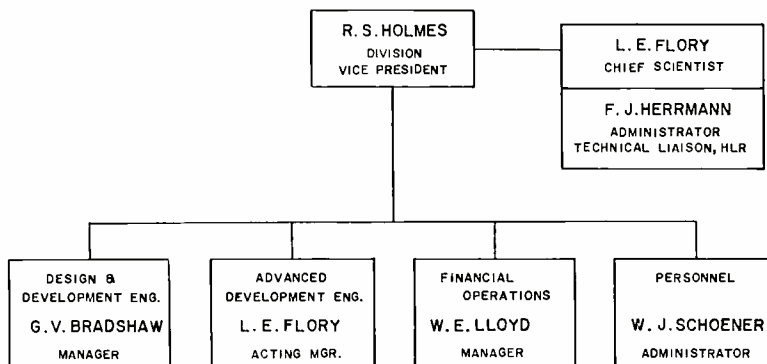 R. S. HOLMES
DIVISION
VICE PRESIDENT
L. E. FLORY
CHIEF SCIENTIST
F. J. HERRMANN
ADMINISTRATOR
TECHNICAL LIAISON, HLR
DESIGN &
DEVELOPMENT ENG.
G. V. BRADSHAW
MANAGER
ADVANCED
DEVELOPMENT ENG.
L. E. FLORY
ACTING MGR.
FINANCIAL
OPERATIONS
W. E. LLOYD
MANAGER
PERSONNEL
W. J. SCHOENER
ADMINISTRATOR